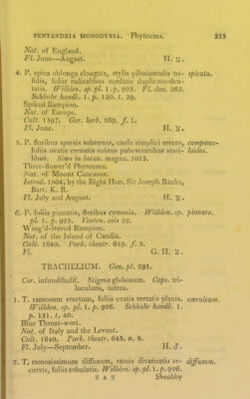 PENTANDRIA MONOGYNIA. Phyteuma. 335
Nat. of England.
Fl. June—August. H. ♃.
4. P. spica oblonga elongata, stylis pilosiusculis tri- spicata.
fidis, foliis radicalibus cordatis duplicato-den-
tatis. Willden. sp. pl. 1. p. 923. Fl. dan. 362.
Schkuhr handb. 1. p. 130. t. 39.
Spiked Rampion.
Nat. of Europe.
Cult. 1597. Ger. herb. 369. f. 1.
Fl. June. H. ♃.
5. P. floribus sparsis subternis, caule simplici erecto, campanu-
foliis ovatis crenatis subtus pubescentibus sessi- loides.
libus. Sims in botan. magaz. 1015.
Three-flower'd Phyteuma.
Nat. of Mount Caucasus.
Introd. 1804, by the Right Hon. Sir Joseph Banks,
Bart. K. B.
Fl. July and August. H. ♃.
6. P. foliis pinnatis, floribus cymosis. Willden. sp. pinnata.
pl. 1. p. 925. Venten. cels 52.
Wing'd-leaved Rampion.
Nat. of the Island of Candia.
Cult. 1640. Park. theatr. 649. f. 5.
Fl. G. H. ♃.
TRACHELIUM. Gen. pl. 291.
Cor. infundibulif. Stigma globosum. Caps. tri-
locularis, infera.
1. T. ramosum erectum, foliis ovatis serratis planis. cæruleum.
Willden. sp. pl. 1. p. 926. Schkuhr handb. 1.
p. 131. t. 40.
Blue Throat-wort.
Nat. of Italy and the Levant.
Cult. 1640. Park. theatr. 643. n. 8.
Fl. July—September. H. ♂.
2. T. ramosissimum diffusum, ramis divaricatis re- diffusum.
curvis, foliis subulatis. Willden. sp. pl. 1. p. 926.
Shrubby